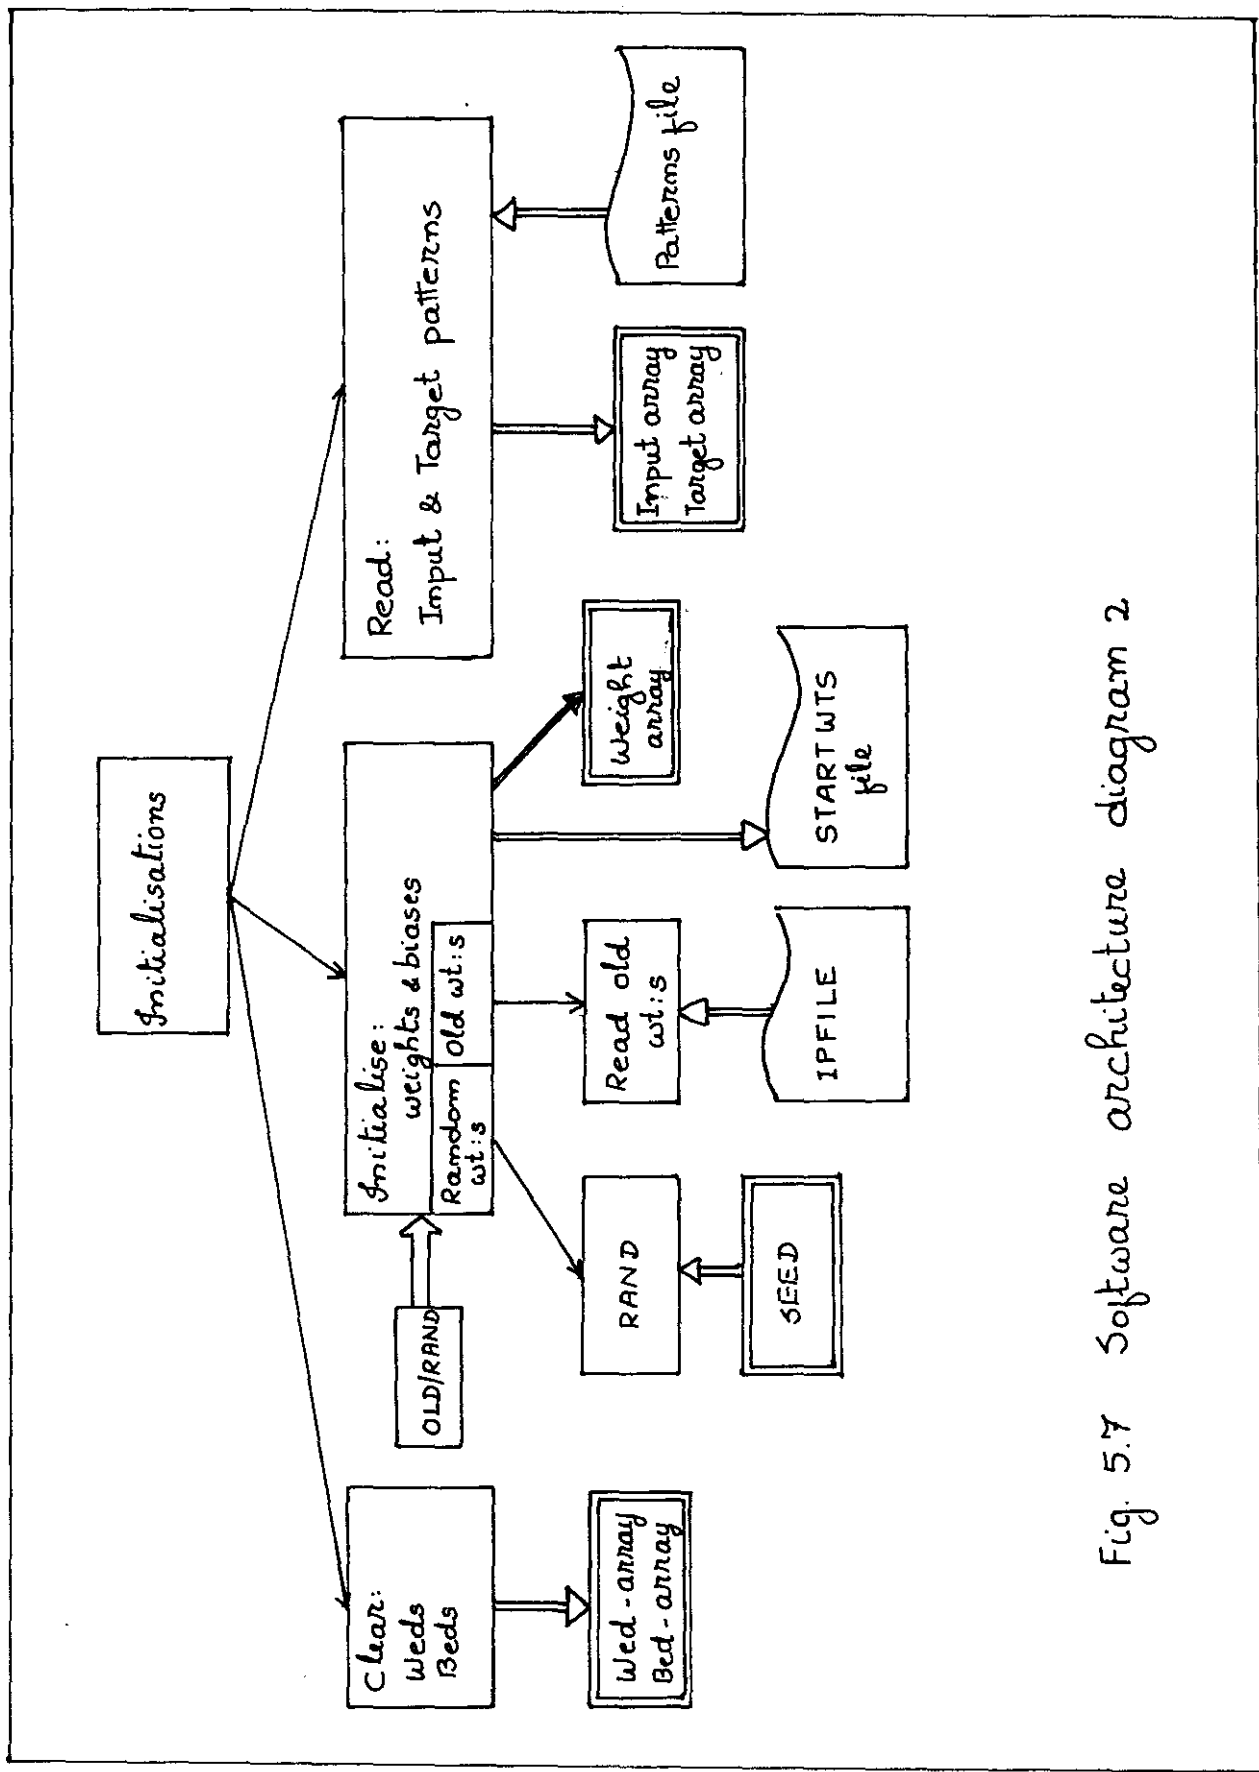 Initialisations
Clear:
Weds
Beds
Wed-array
Bed-array
OLD/RAND
Initialise:
weights & biases
Random
wt:s
Old wt:s
RAND
SEED
Read old
wt:s
IPFILE
Weight
array
STARTWTS
file
Read:
Input & Target patterns
Input array
Target array
Patterns file
Fig. 5.7 Software architecture diagram 2